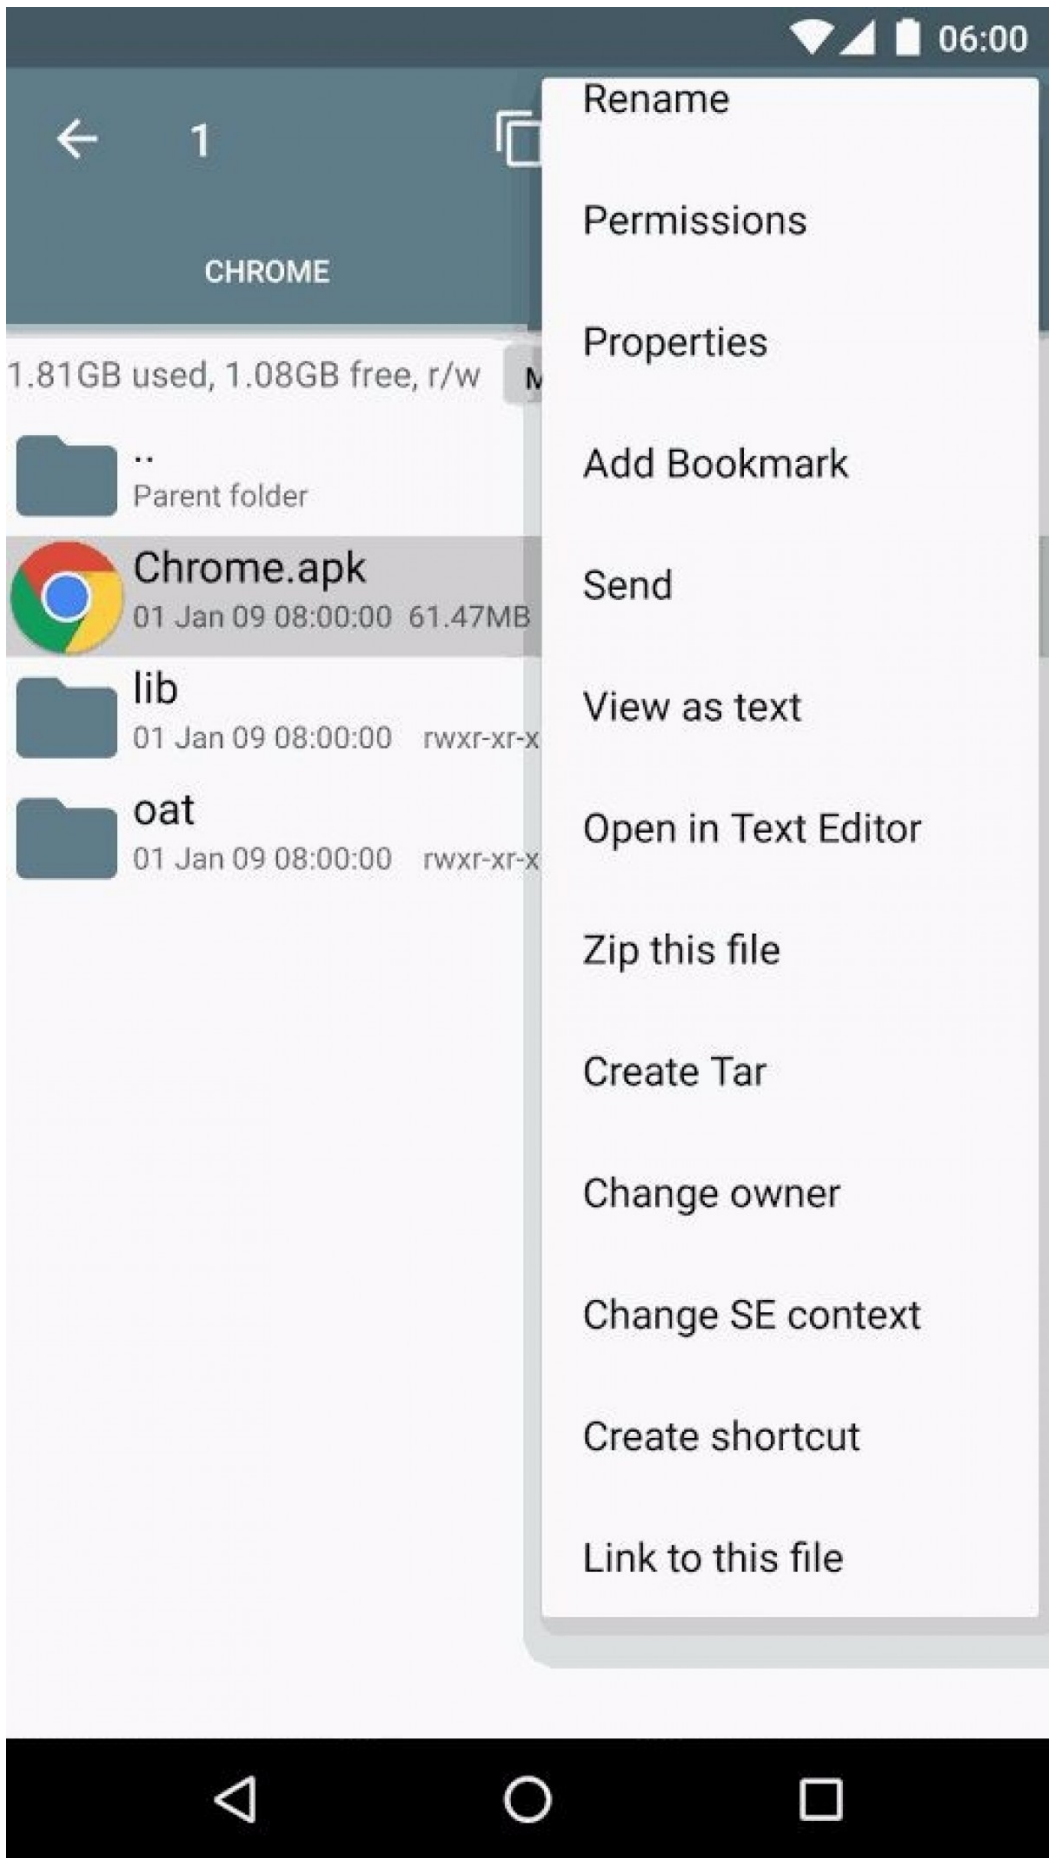 06:00
1
CHROME
1.81GB used, 1.08GB free, r/w
..
Parent folder
Chrome.apk
01 Jan 09 08:00:00 61.47MB
lib
01 Jan 09 08:00:00 rwxr-xr-x
oat
01 Jan 09 08:00:00 rwxr-xr-x
Rename
Permissions
Properties
Add Bookmark
Send
View as text
Open in Text Editor
Zip this file
Create Tar
Change owner
Change SE context
Create shortcut
Link to this file